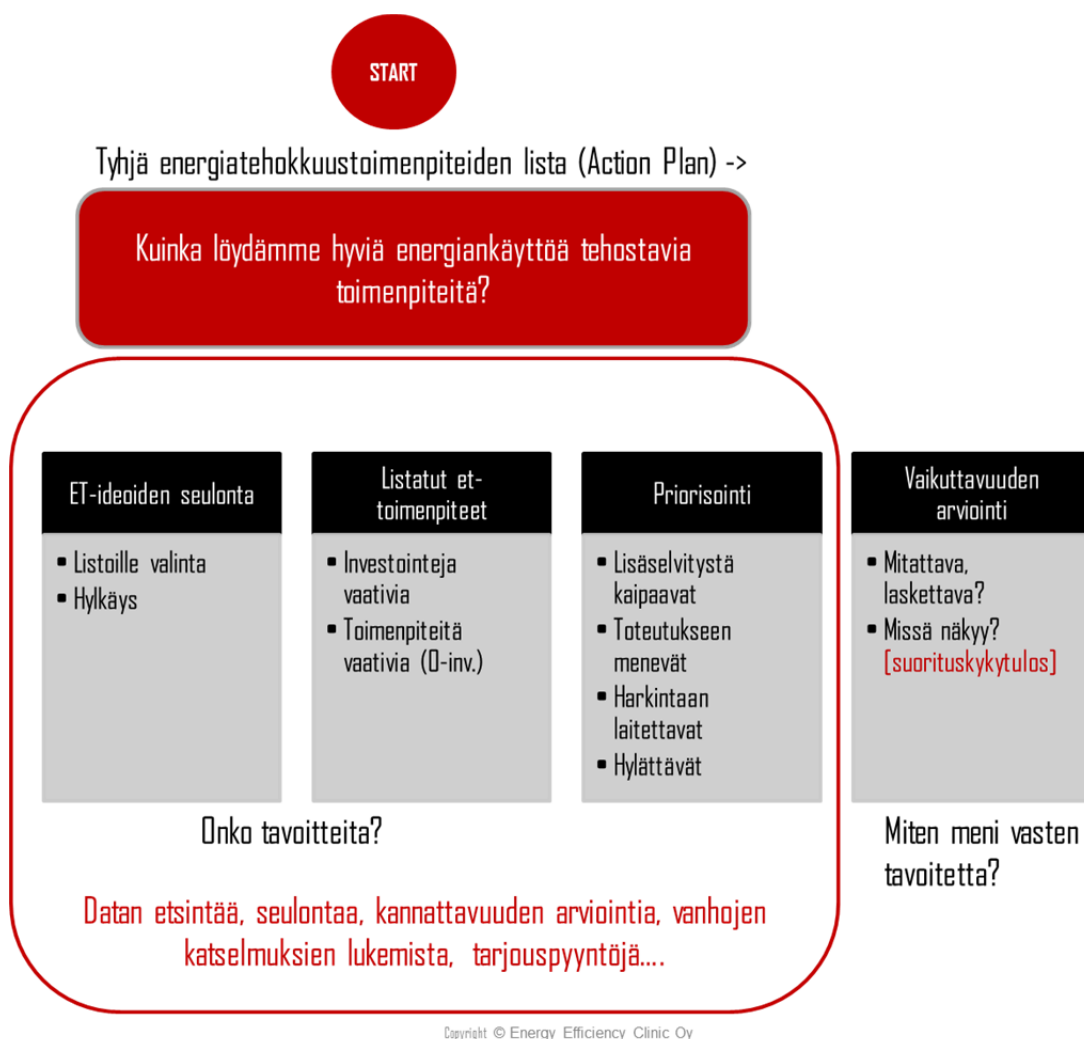 START
Tyhjä energiatehokkuustoimenpiteiden lista (Action Plan) ->
Kuinka löydämme hyviä energiankäyttöä tehostavia
toimenpiteitä?
ET-ideoiden seulonta
▪ Listoille valinta
▪ Hylkäys
Listatut et-
toimenpiteet
▪ Investointeja
vaativia
▪ Toimenpiteitä
vaativia (0-inv.)
Priorisointi
▪ Lisäselvitystä
kaipaavat
▪ Toteutukseen
menevät
▪ Harkintaan
laitettavat
▪ Hylättävät
Vaikuttavuuden
arviointi
▪ Mitattava,
laskettava?
▪ Missä näkyy?
[suorituskykytulos]
Onko tavoitteita?
Miten meni vasten
tavoitetta?
Datan etsintää, seulontaa, kannattavuuden arviointia, vanhojen
katselmuksien lukemista, tarjouspyyntöjä....
Copyright © Energy Efficiency Clinic Oy